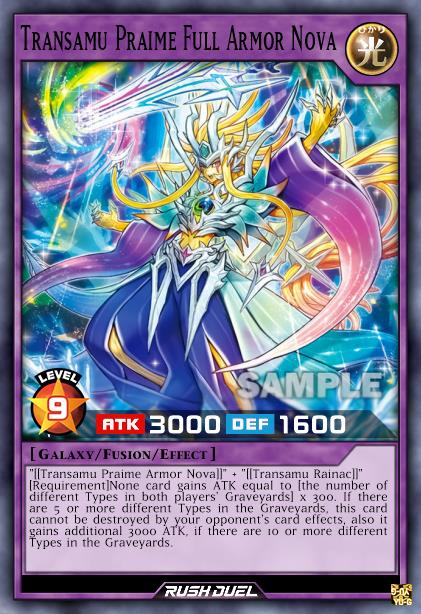 Transamu Praime Full Armor Nova
ひかり
光
SAMPLE
LEVEL
9
ATK 3000 DEF 1600
[ Galaxy/Fusion/Effect ]
"[[Transamu Praime Armor Nova]]" + "[[Transamu Rainac]]"
[Requirement]None card gains ATK equal to [the number of
different Types in both players' Graveyards] x 300. If there
are 5 or more different Types in the Graveyards, this card
cannot be destroyed by your opponent's card effects, also it
gains additional 3000 ATK, if there are 10 or more different
Types in the Graveyards.
RUSH DUEL